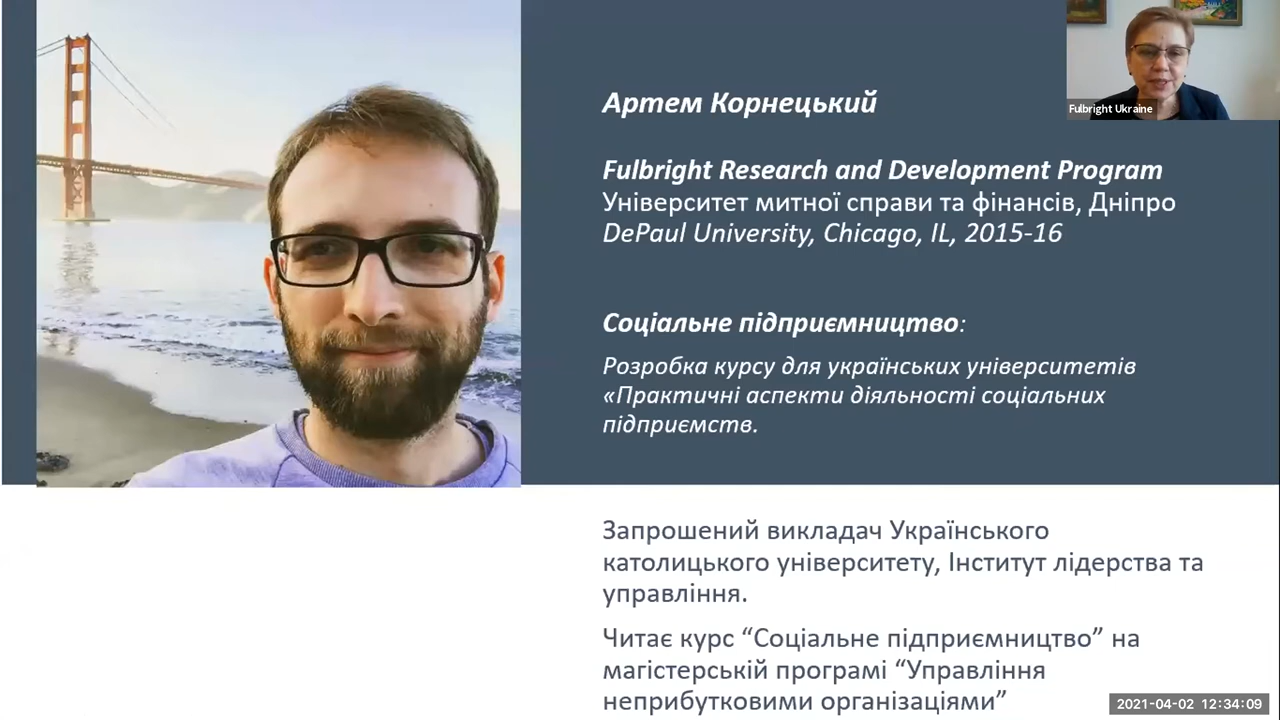 Артем Корнецький
Fulbright Ukraine
Fulbright Research and Development Program
Університет митної справи та фінансів, Дніпро
DePaul University, Chicago, IL, 2015-16
Соціальне підприємництво:
Розробка курсу для українських університетів
«Практичні аспекти діяльності соціальних
підприємств.
Запрошений викладач Українського
католицького університету, Інститут лідерства та
управління.
Читає курс “Соціальне підприємництво” на
магістерській програмі “Управління
неприбутковими організаціями”
2021-04-02 12:34:09